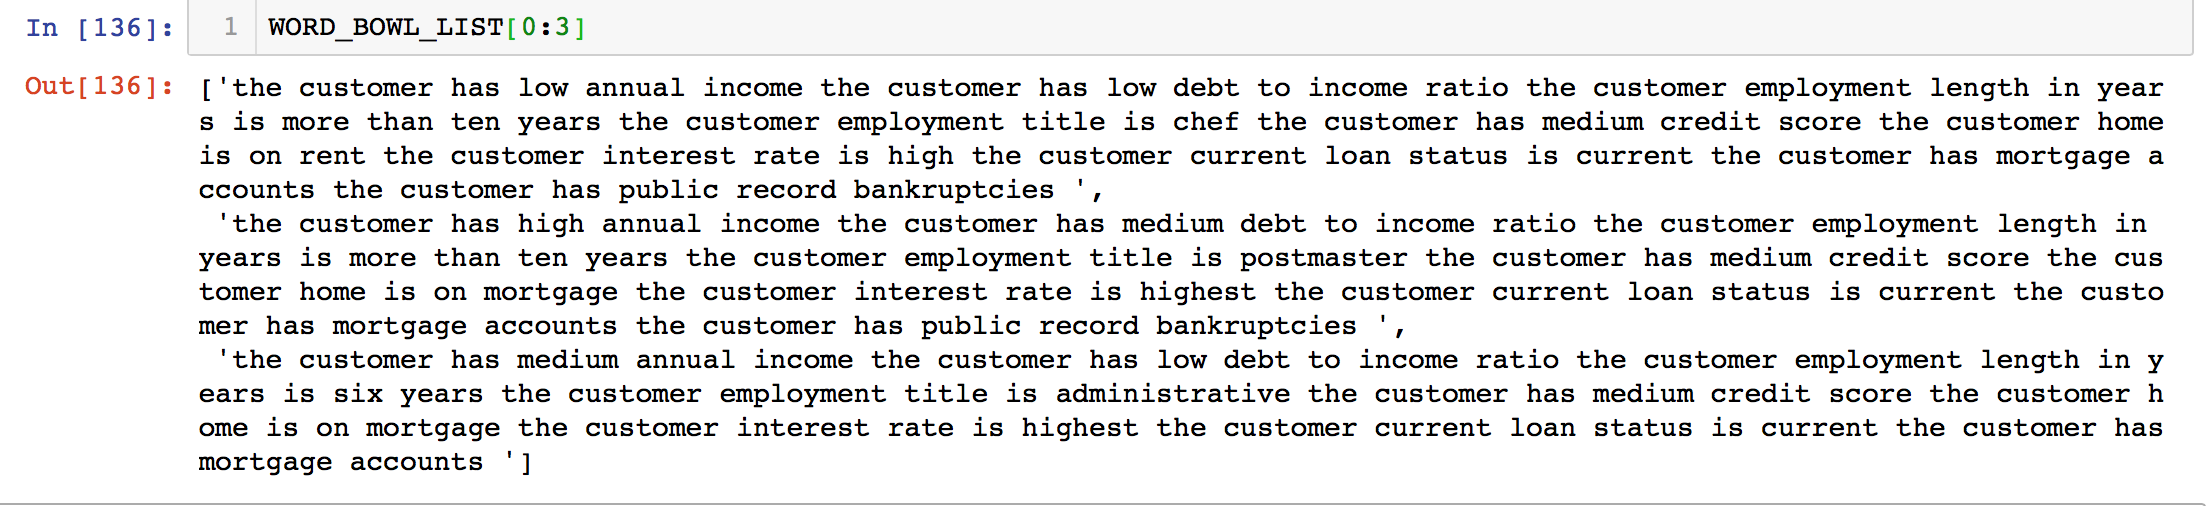 In [136]: 1 WORD_BOWL_LIST[0:3]
Out[136]: ['the customer has low annual income the customer has low debt to income ratio the customer employment length in year
s is more than ten years the customer employment title is chef the customer has medium credit score the customer home
is on rent the customer interest rate is high the customer current loan status is current the customer has mortgage a
ccounts the customer has public record bankruptcies ',
'the customer has high annual income the customer has medium debt to income ratio the customer employment length in
years is more than ten years the customer employment title is postmaster the customer has medium credit score the cus
tomer home is on mortgage the customer interest rate is highest the customer current loan status is current the custo
mer has mortgage accounts the customer has public record bankruptcies ',
'the customer has medium annual income the customer has low debt to income ratio the customer employment length in y
ears is six years the customer employment title is administrative the customer has medium credit score the customer h
ome is on mortgage the customer interest rate is highest the customer current loan status is current the customer has
mortgage accounts ']